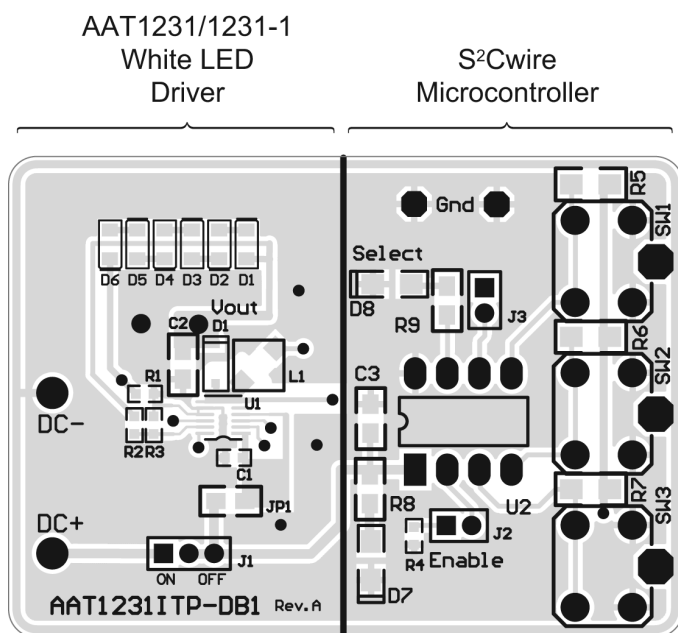 AAT1231/1231-1
White LED
Driver
S²Cwire
Microcontroller
R5
SW1
Gnd
Select
D6 D5 D4 D3 D2 D1
D8
Vout
R9
J3
C2
D1
R6
SW2
L1
R1
U1
C3
DC-
R2 R3
C1
R7
SW3
JP1
R8
U2
DC+
J1
J2
R4
Enable
ON OFF
D7
AAT1231ITP-DB1 Rev.A